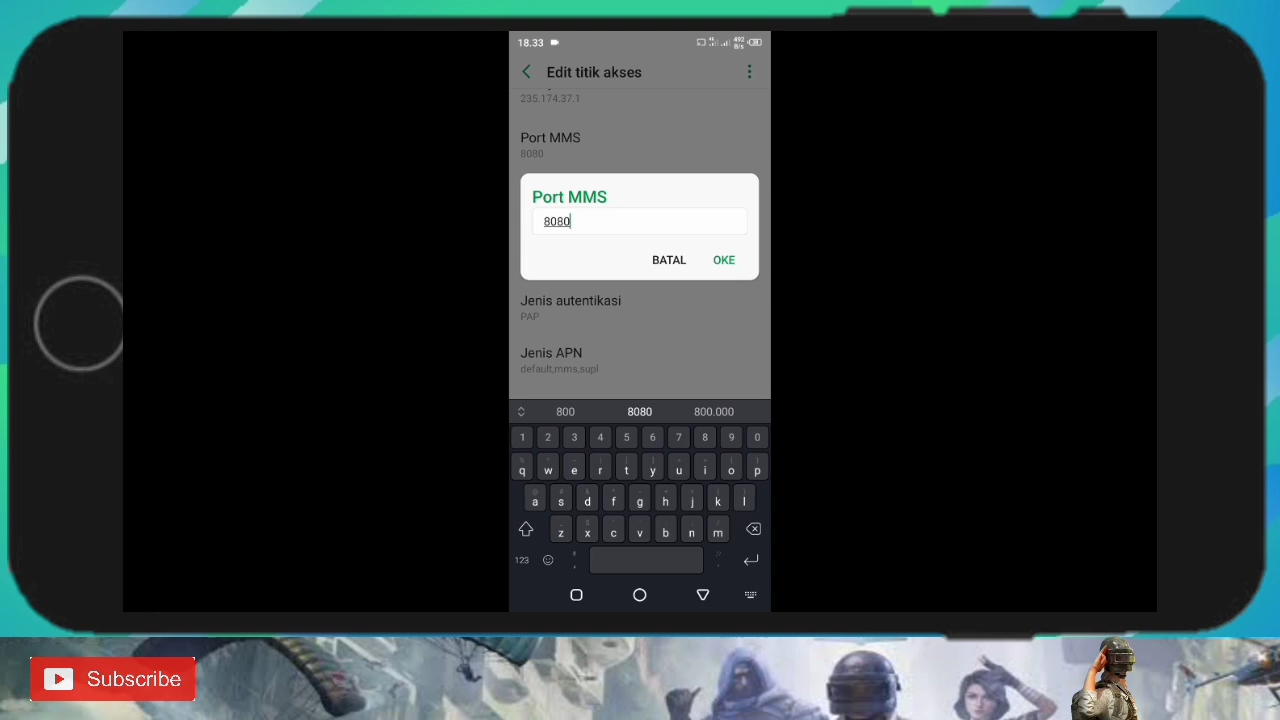 18.33
492
B/s
Edit titik akses
235.174.37.1
Port MMS
8080
Port MMS
8080
BATAL
OKE
Jenis autentikasi
PAP
Jenis APN
default,mms,supl
800
8080
800.000
1 2 3 4 5 6 7 8 9 0
q w e r t y u i o p
a s d f g h j k l
z x c v b n m
123
Subscribe